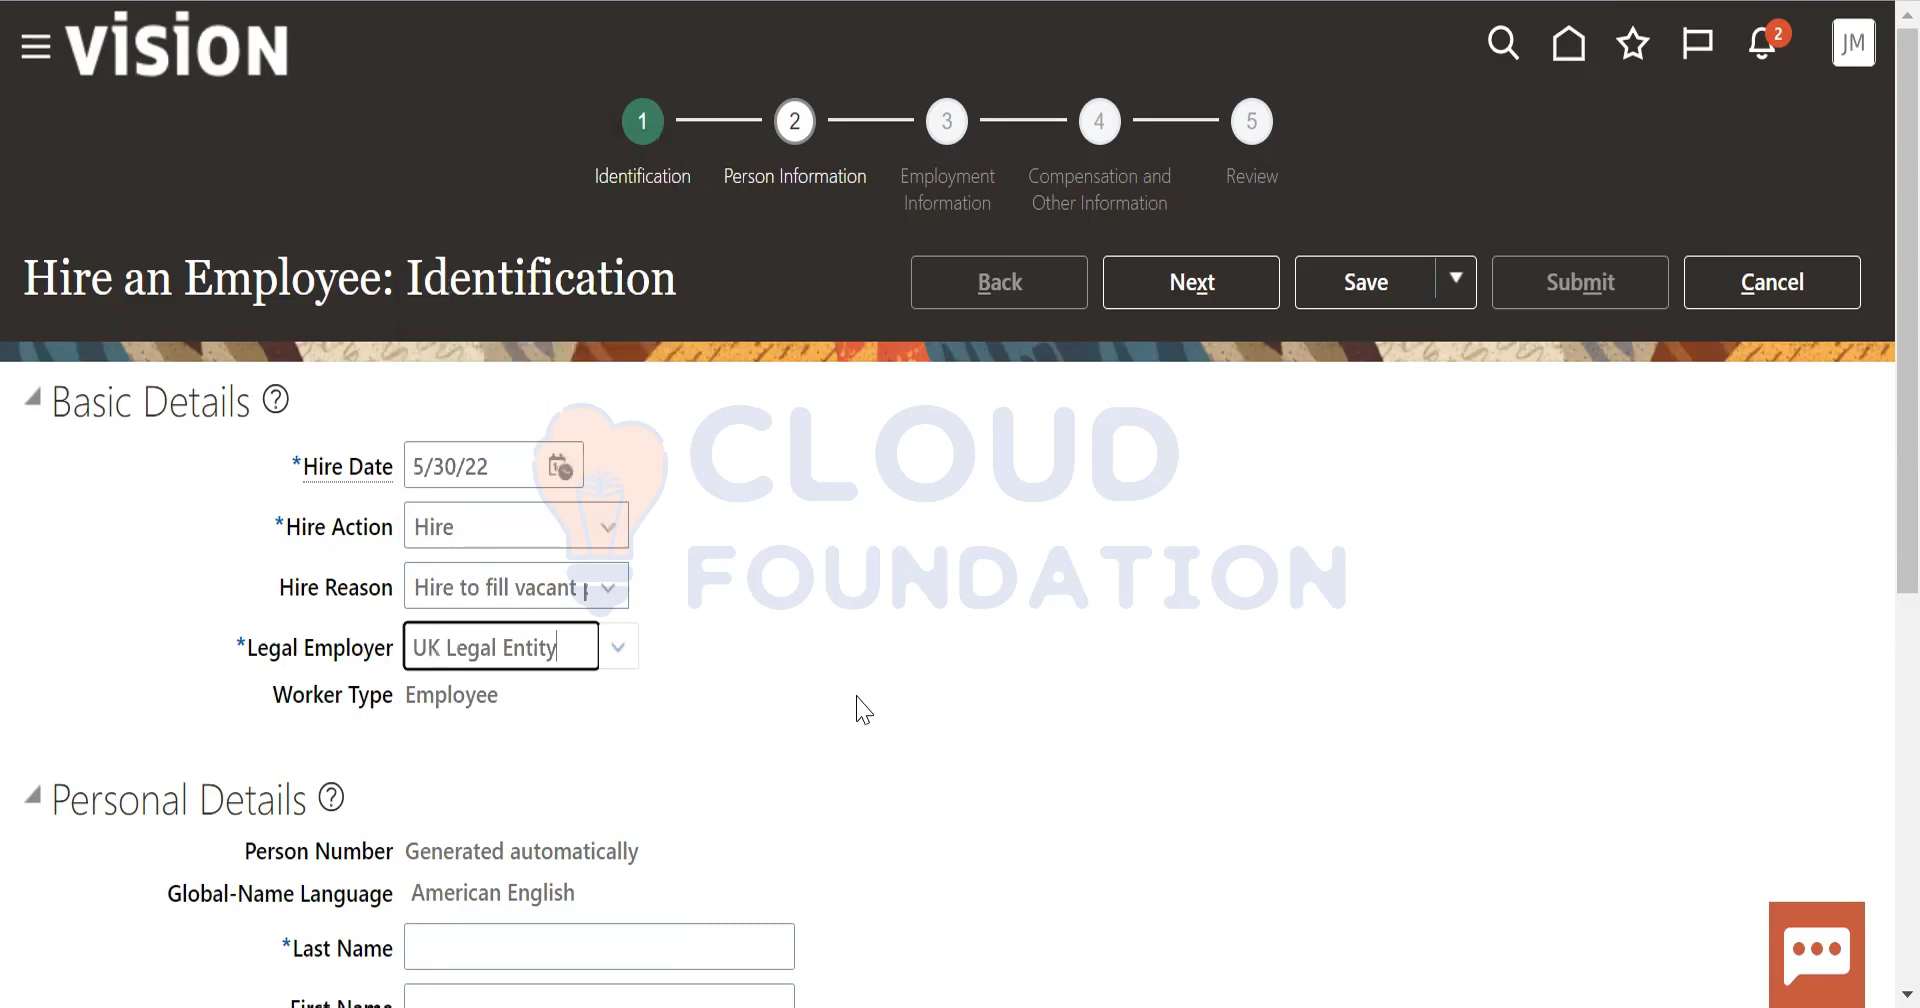 VISION
2
JM
1
2
3
4
5
Identification
Person Information
Employment
Information
Compensation and
Other Information
Review
Hire an Employee: Identification
Back
Next
Save
Submit
Cancel
Basic Details ?
*Hire Date 5/30/22
*Hire Action Hire
Hire Reason Hire to fill vacant
*Legal Employer UK Legal Entity
Worker Type Employee
CLOUD
FOUNDATION
Personal Details ?
Person Number Generated automatically
Global-Name Language American English
*Last Name
First Name